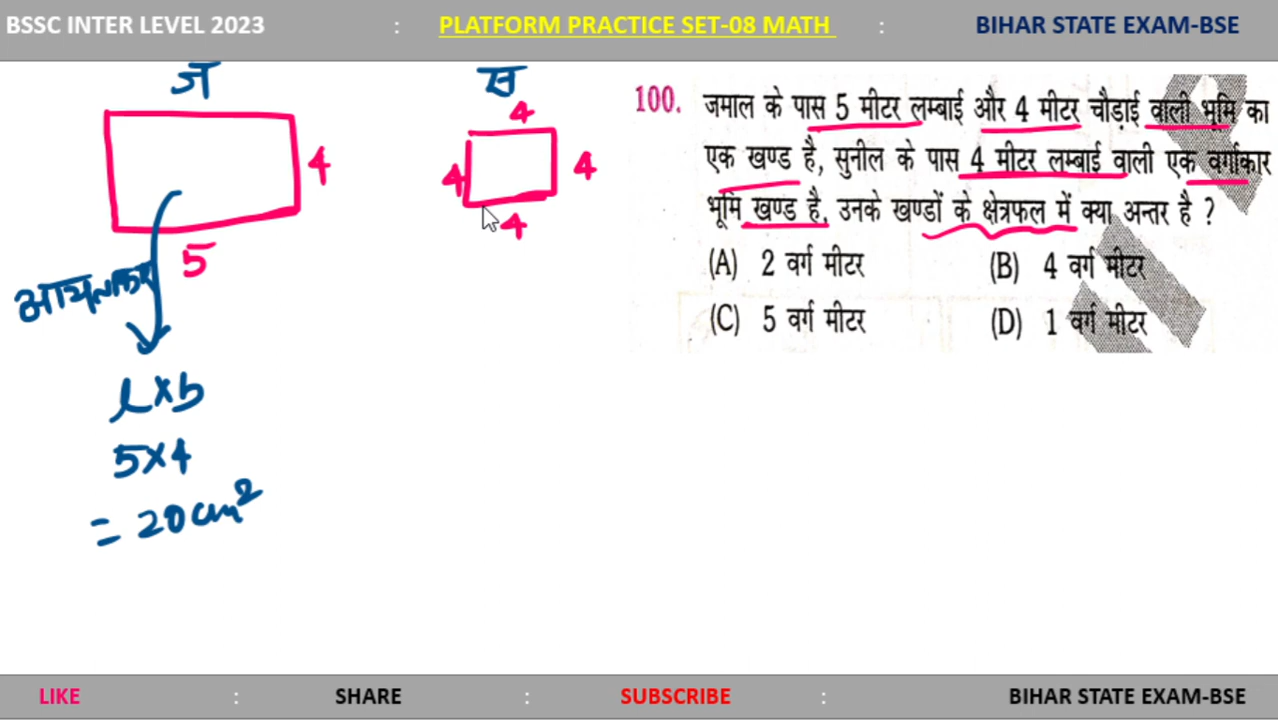 BSSC INTER LEVEL 2023 : PLATFORM PRACTICE SET-08 MATH : BIHAR STATE EXAM-BSE
ज
4
5
आयताकार
l×b
5×4
= 20cm²
स
4
4 4
4
100. जमाल के पास 5 मीटर लम्बाई और 4 मीटर चौड़ाई वाली भूमि का
एक खण्ड है, सुनील के पास 4 मीटर लम्बाई वाली एक वर्गाकार
भूमि खण्ड है, उनके खण्डों के क्षेत्रफल में क्या अन्तर है ?
(A) 2 वर्ग मीटर (B) 4 वर्ग मीटर
(C) 5 वर्ग मीटर (D) 1 वर्ग मीटर
LIKE : SHARE : SUBSCRIBE : BIHAR STATE EXAM-BSE